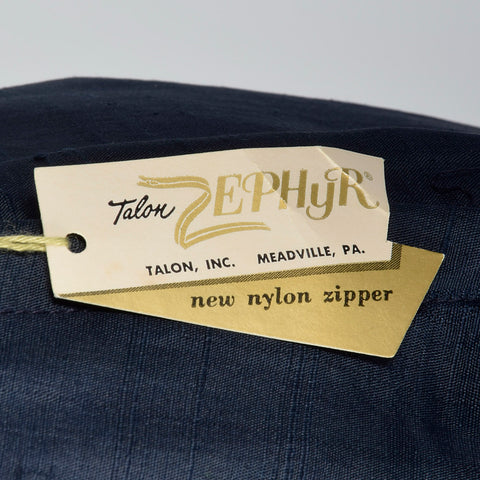 Talon ZEPHyR®
TALON, INC. MEADVILLE, PA.
new nylon zipper